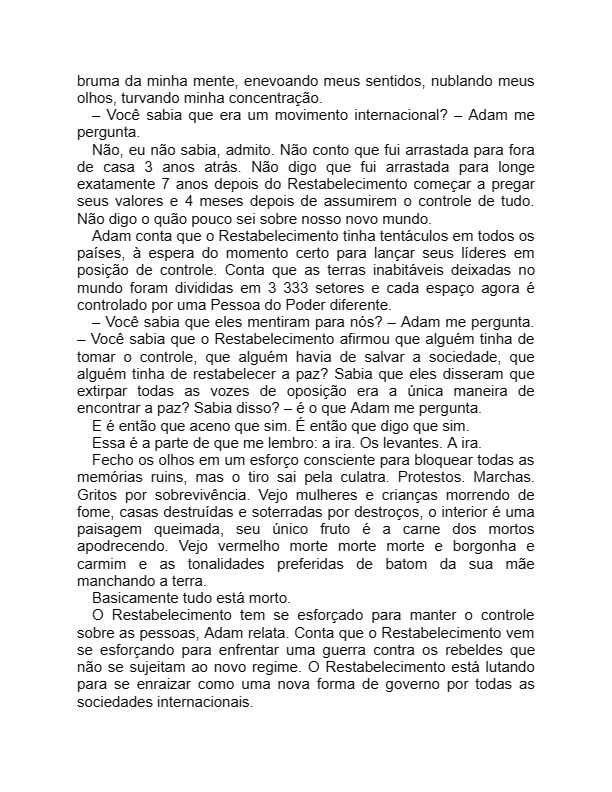 bruma da minha mente, enevoando meus sentidos, nublando meus
olhos, turvando minha concentração.
– Você sabia que era um movimento internacional? – Adam me
pergunta.
Não, eu não sabia, admito. Não conto que fui arrastada para fora
de casa 3 anos atrás. Não digo que fui arrastada para longe
exatamente 7 anos depois do Restabelecimento começar a pregar
seus valores e 4 meses depois de assumirem o controle de tudo.
Não digo o quão pouco sei sobre nosso novo mundo.
Adam conta que o Restabelecimento tinha tentáculos em todos os
países, à espera do momento certo para lançar seus líderes em
posição de controle. Conta que as terras inabitáveis deixadas no
mundo foram divididas em 3 333 setores e cada espaço agora é
controlado por uma Pessoa do Poder diferente.
– Você sabia que eles mentiram para nós? – Adam me pergunta.
– Você sabia que o Restabelecimento afirmou que alguém tinha de
tomar o controle, que alguém havia de salvar a sociedade, que
alguém tinha de restabelecer a paz? Sabia que eles disseram que
extirpar todas as vozes de oposição era a única maneira de
encontrar a paz? Sabia disso? – é o que Adam me pergunta.
E é então que aceno que sim. É então que digo que sim.
Essa é a parte de que me lembro: a ira. Os levantes. A ira.
Fecho os olhos em um esforço consciente para bloquear todas as
memórias ruins, mas o tiro sai pela culatra. Protestos. Marchas.
Gritos por sobrevivência. Vejo mulheres e crianças morrendo de
fome, casas destruídas e soterradas por destroços, o interior é uma
paisagem queimada, seu único fruto é a carne dos mortos
apodrecendo. Vejo vermelho morte morte morte e borgonha e
carmim e as tonalidades preferidas de batom da sua mãe
manchando a terra.
Basicamente tudo está morto.
O Restabelecimento tem se esforçado para manter o controle
sobre as pessoas, Adam relata. Conta que o Restabelecimento vem
se esforçando para enfrentar uma guerra contra os rebeldes que
não se sujeitam ao novo regime. O Restabelecimento está lutando
para se enraizar como uma nova forma de governo por todas as
sociedades internacionais.